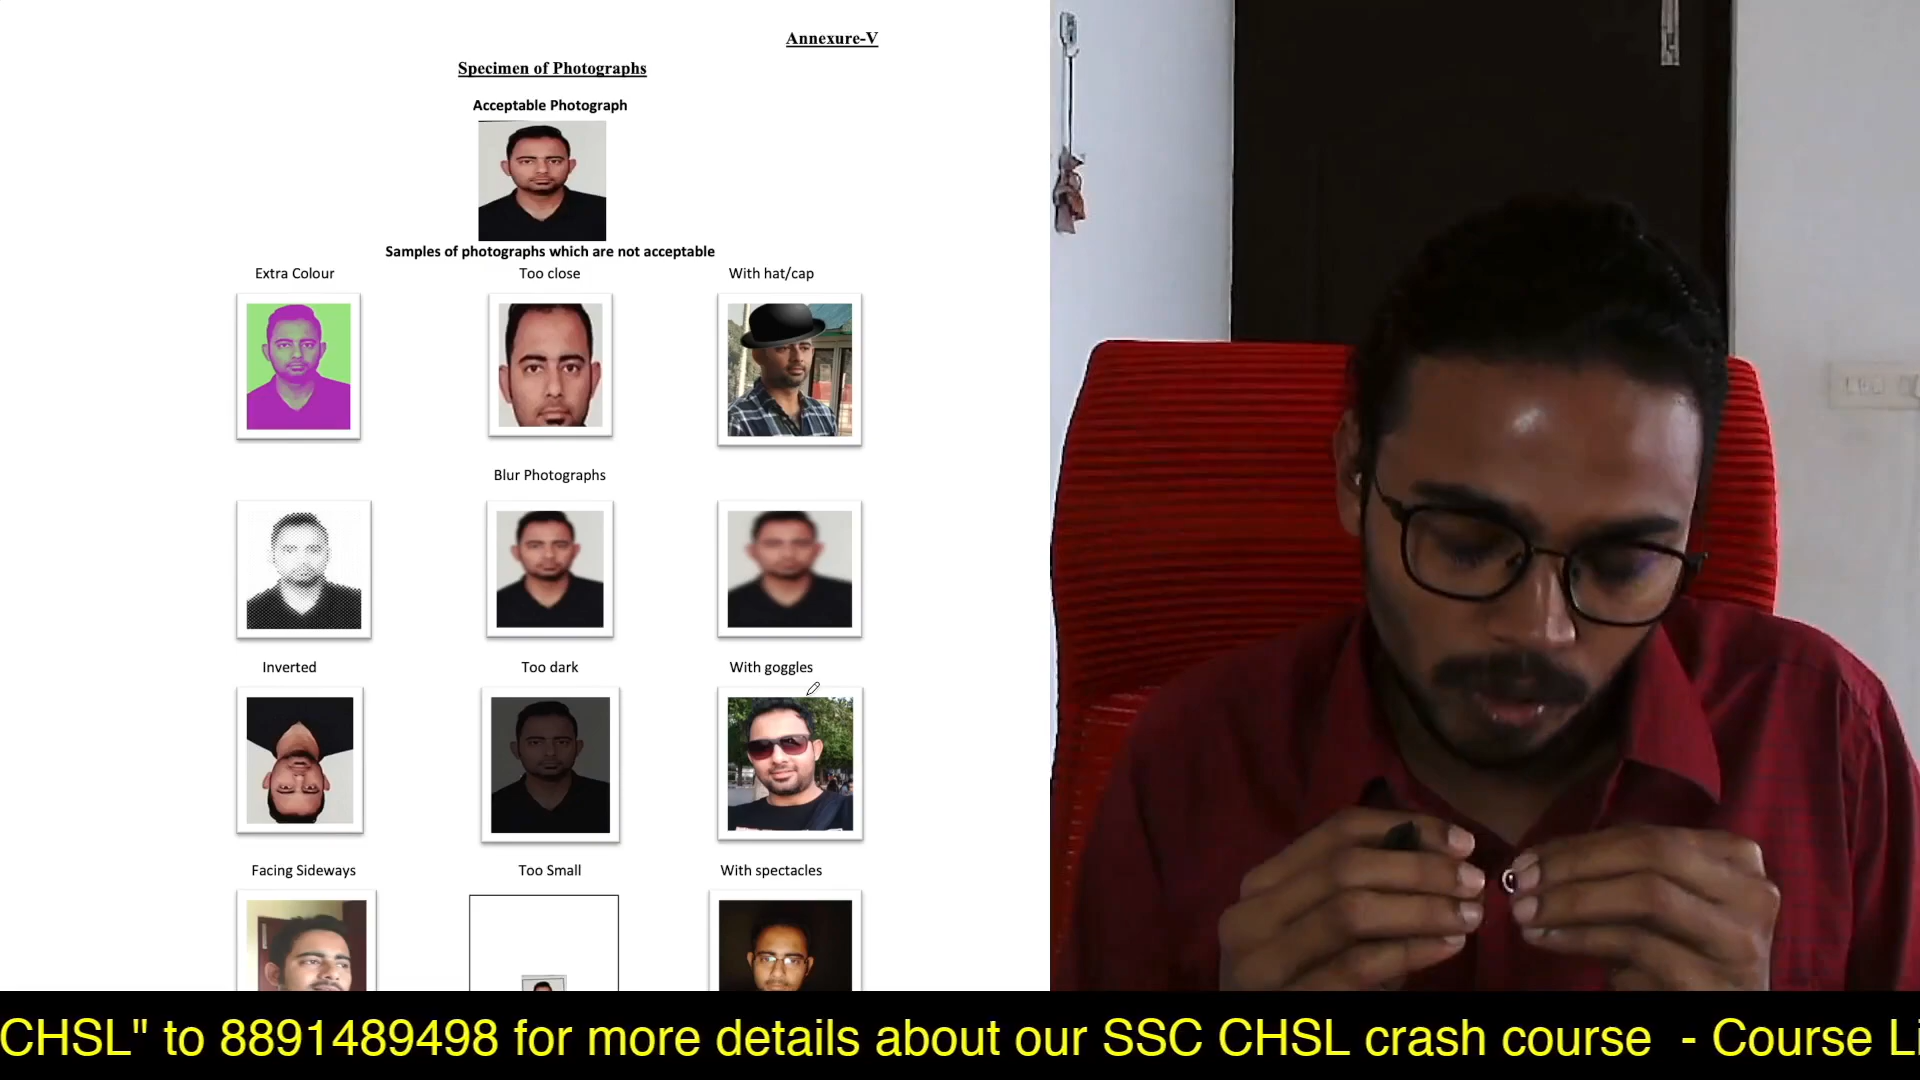 Annexure-V
Specimen of Photographs
Acceptable Photograph
Samples of photographs which are not acceptable
Extra Colour Too close With hat/cap
Blur Photographs
Inverted Too dark With goggles
Facing Sideways Too Small With spectacles
CHSL" to 8891489498 for more details about our SSC CHSL crash course - Course Li